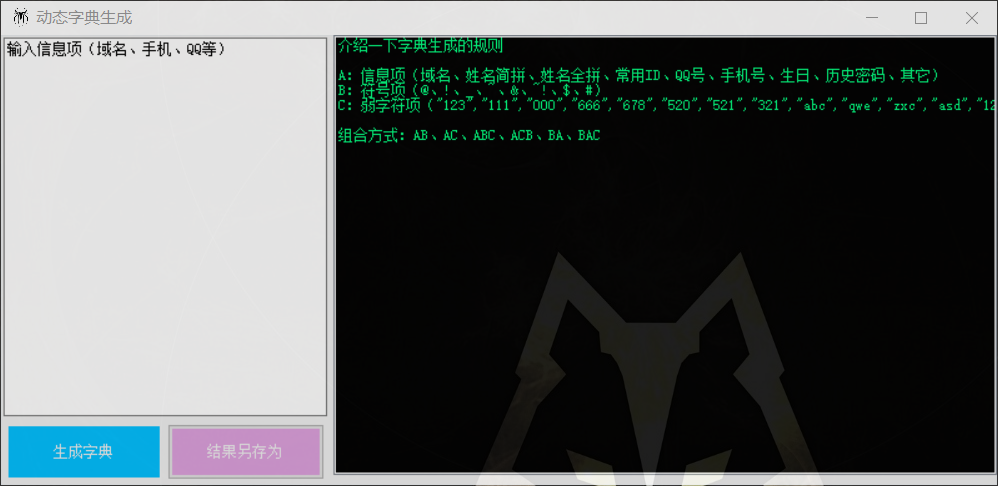 动态字典生成
输入信息项（域名、手机、QQ等）
介绍一下字典生成的规则
A: 信息项（域名、姓名简拼、姓名全拼、常用ID、QQ号、手机号、生日、历史密码、其它）
B: 符号项（@、!、_、^、&、~!、$、#）
C: 弱字符项（"123","111","000","666","678","520","521","321","abc","qwe","zxc","asd","12
组合方式: AB、AC、ABC、ACB、BA、BAC
生成字典
结果另存为